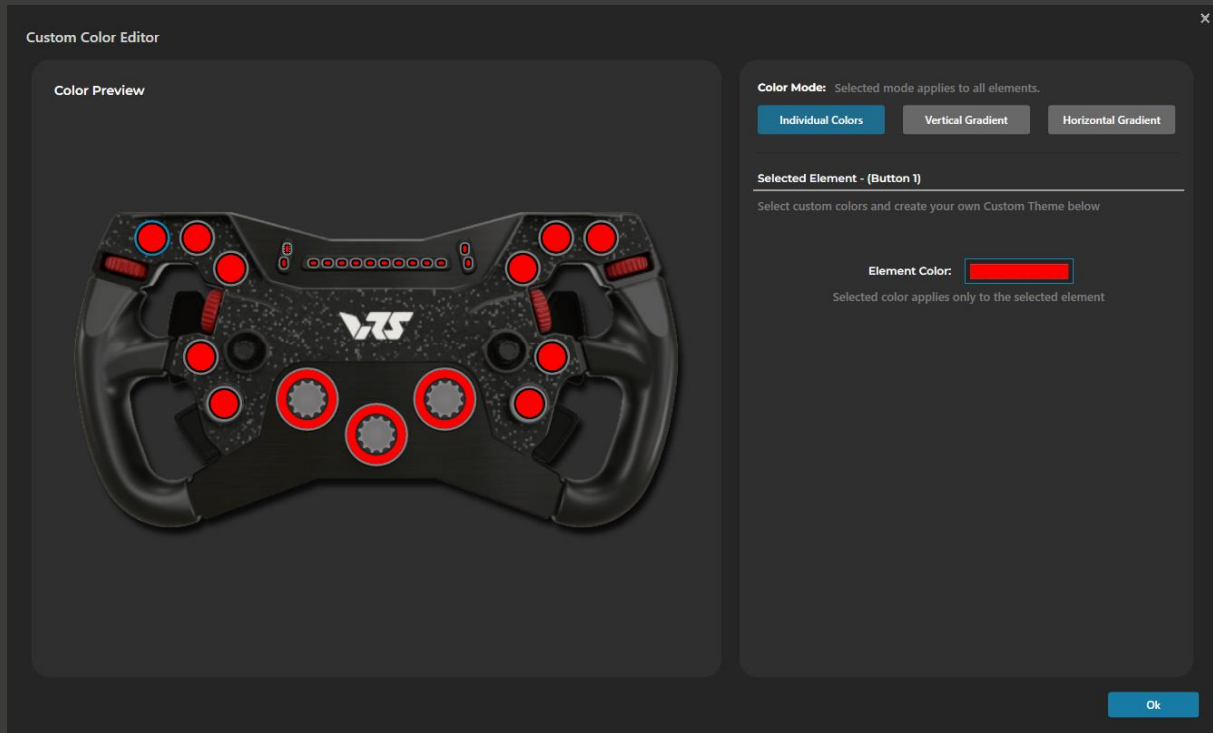 Custom Color Editor
Color Preview
VRS
Color Mode: Selected mode applies to all elements.
Individual Colors
Vertical Gradient
Horizontal Gradient
Selected Element - (Button 1)
Select custom colors and create your own Custom Theme below
Element Color:
Selected color applies only to the selected element
Ok